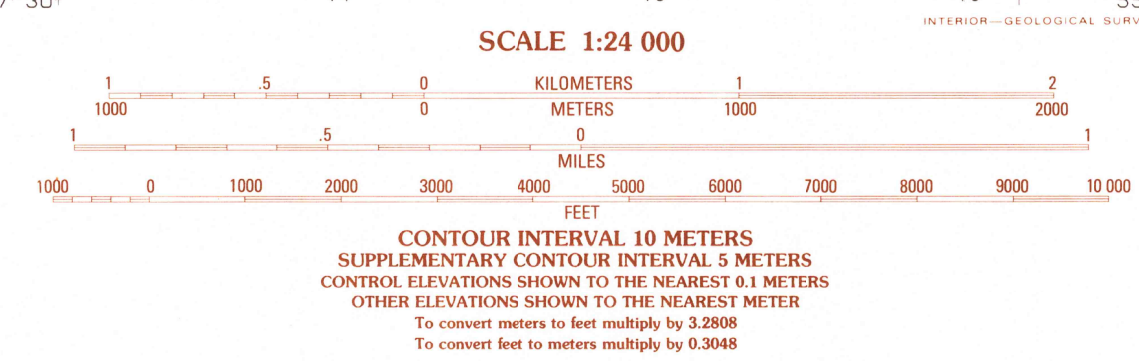 INTERIOR—GEOLOGICAL SURV
SCALE 1:24 000
1 .5 0 KILOMETERS 1 2
1000 0 METERS 1000 2000
1 .5 0 1
MILES
1000 0 1000 2000 3000 4000 5000 6000 7000 8000 9000 10 000
FEET
CONTOUR INTERVAL 10 METERS
SUPPLEMENTARY CONTOUR INTERVAL 5 METERS
CONTROL ELEVATIONS SHOWN TO THE NEAREST 0.1 METERS
OTHER ELEVATIONS SHOWN TO THE NEAREST METER
To convert meters to feet multiply by 3.2808
To convert feet to meters multiply by 0.3048